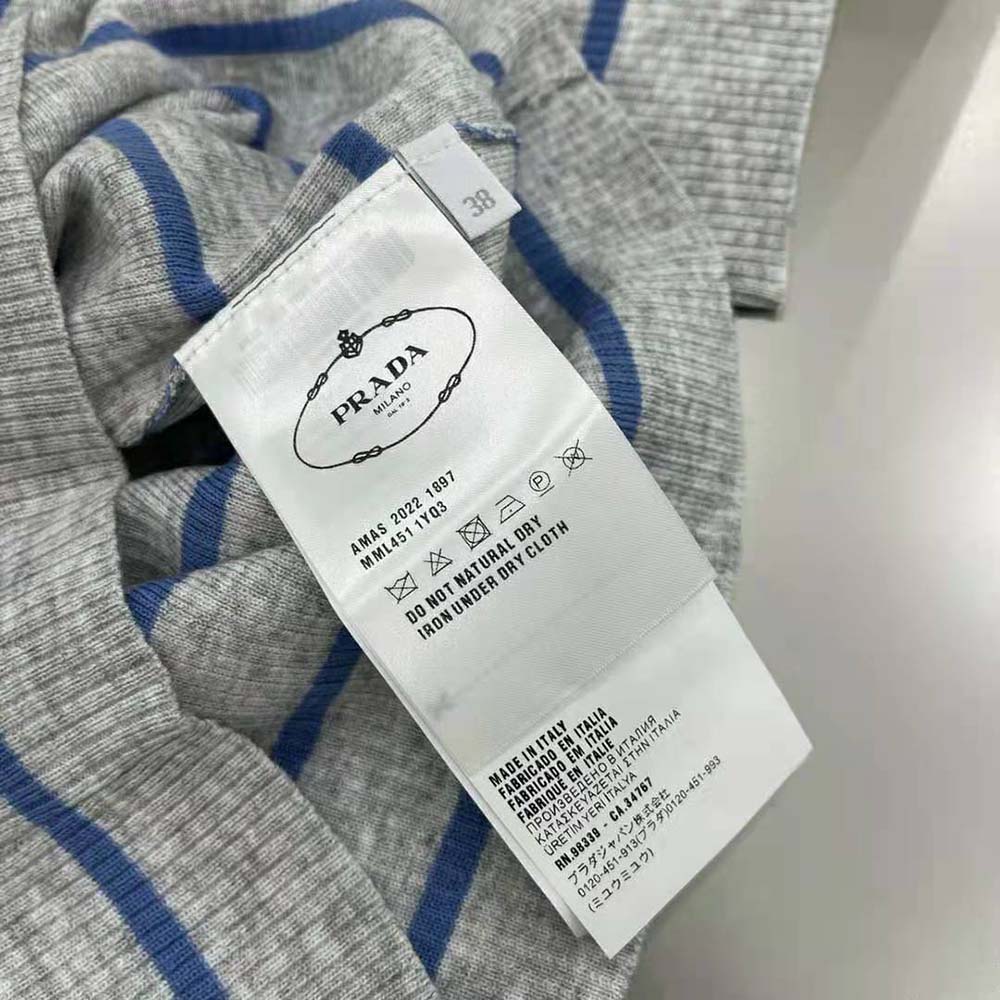 38
PRADA
MILANO
AMAS 2022 1897
MML451 1YQ3
P
DO NOT NATURAL DRY
IRON UNDER DRY CLOTH
MADE IN ITALY
FABRICADO EN ITALIA
FABRICADO EM ITALIA
FABRIQUE EN ITALIE
ПРОИЗВЕДЕНО В ИТАЛИЯ
ΚΑΤΑΣΚΕΥΑΖΕΤΑΙ ΣΤΗΝ ΙΤΑΛΙΑ
ÜRETIM YERI İTALYA
RN.98339 - CA.34767
プラダジャパン株式会社
0120-451-913(プラダ)0120-451-993
(ミュウミュウ)